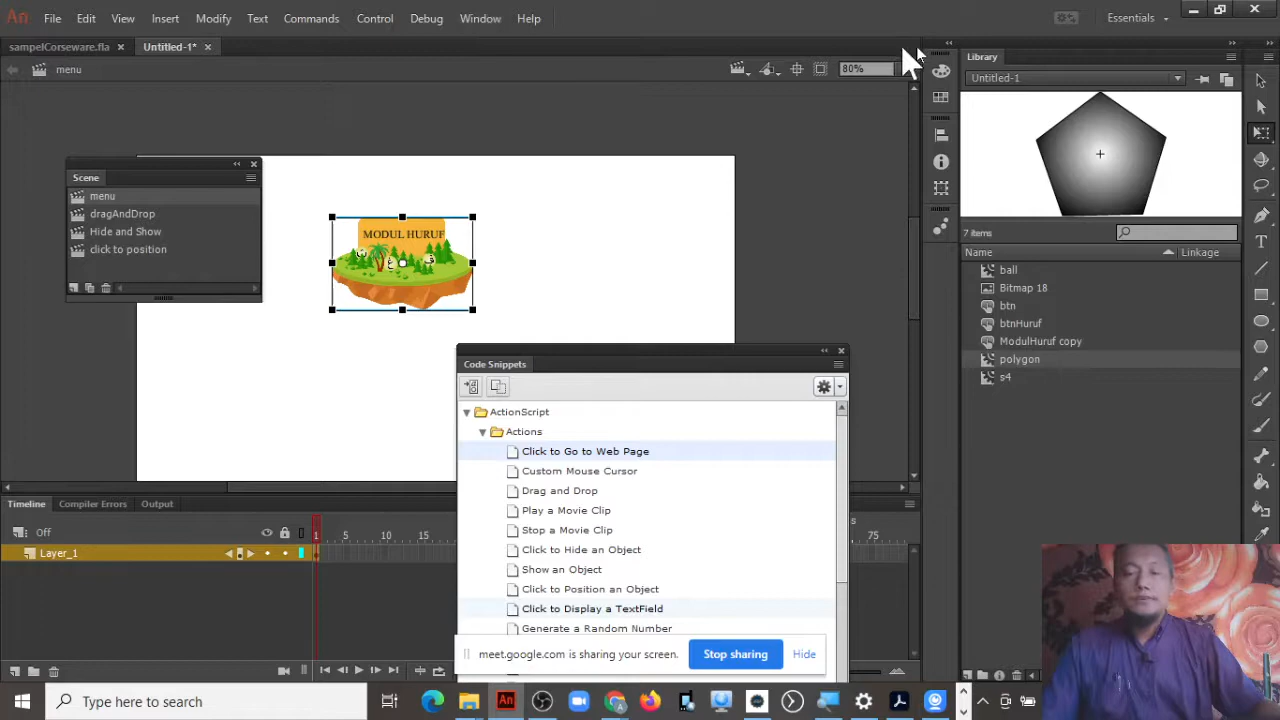 An File Edit View Insert Modify Text Commands Control Debug Window Help Essentials
sampelCorseware.fla Untitled-1*
menu 80%
Library
Untitled-1
Scene
menu
dragAndDrop
Hide and Show
click to position
MODUL HURUF
7 items
Name Linkage
ball
Bitmap 18
btn
btnHuruf
ModulHuruf copy
polygon
s4
Code Snippets
ActionScript
Actions
Click to Go to Web Page
Custom Mouse Cursor
Drag and Drop
Play a Movie Clip
Stop a Movie Clip
Click to Hide an Object
Show an Object
Click to Position an Object
Click to Display a TextField
Generate a Random Number
Timeline Compiler Errors Output
Off 1 5 10 15 75
s
Layer_1
meet.google.com is sharing your screen. Stop sharing Hide
Type here to search An